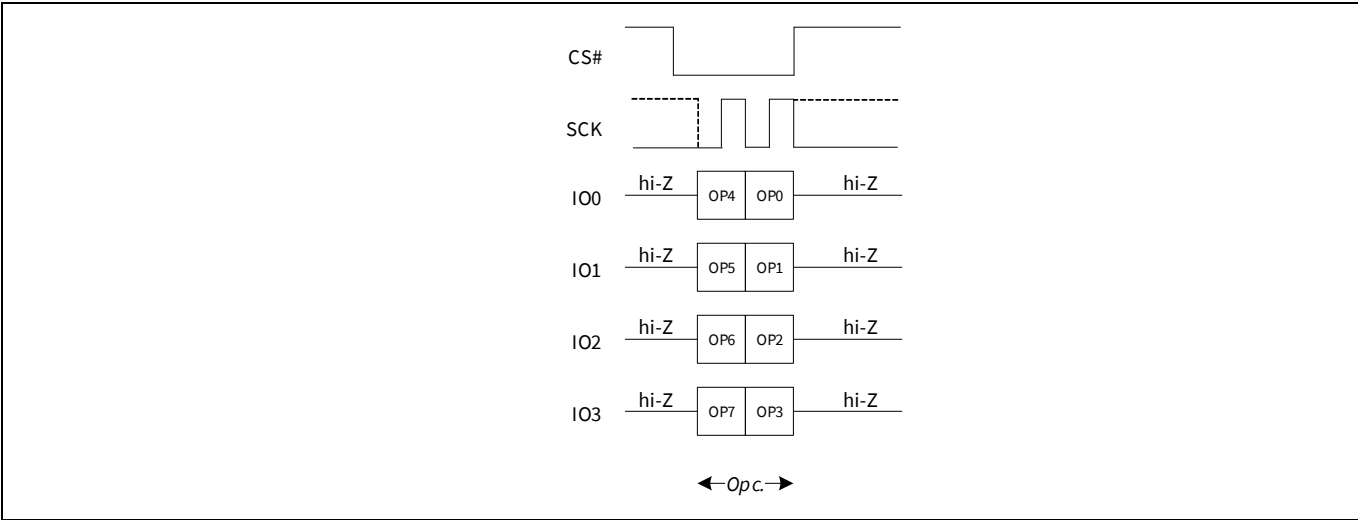 CS#
SCK
hi-Z hi-Z
IO0 OP4 OP0
hi-Z hi-Z
IO1 OP5 OP1
hi-Z hi-Z
IO2 OP6 OP2
hi-Z hi-Z
IO3 OP7 OP3
Opc.